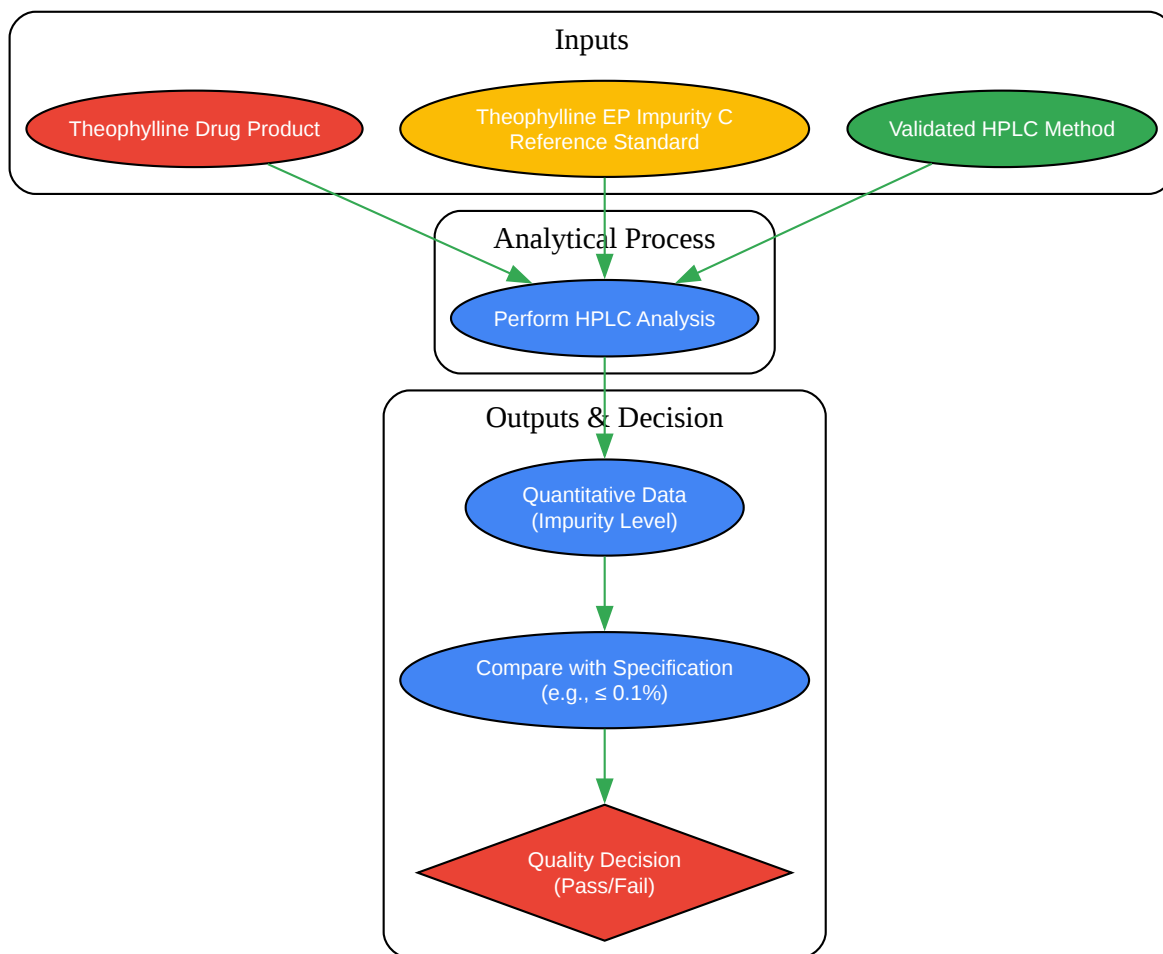 Inputs
Theophylline Drug Product
Theophylline EP Impurity C
Reference Standard
Validated HPLC Method
Analytical Process
Perform HPLC Analysis
Outputs & Decision
Quantitative Data
(Impurity Level)
Compare with Specification
(e.g., ≤ 0.1%)
Quality Decision
(Pass/Fail)